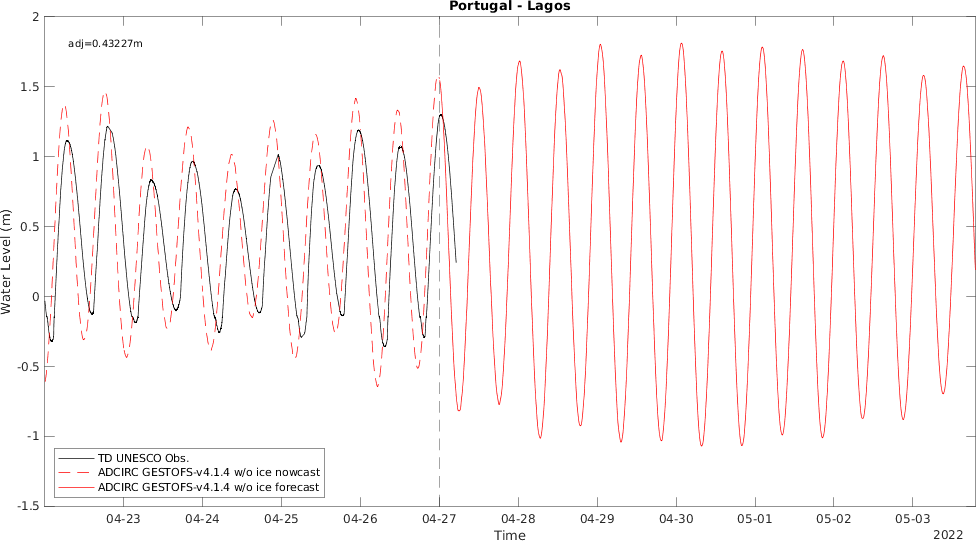 Portugal - Lagos
adj=0.43227m
2
1.5
1
0.5
0
-0.5
-1
-1.5
Water Level (m)
TD UNESCO Obs.
ADCIRC GESTOFS-v4.1.4 w/o ice nowcast
ADCIRC GESTOFS-v4.1.4 w/o ice forecast
04-23 04-24 04-25 04-26 04-27 04-28 04-29 04-30 05-01 05-02 05-03
Time
2022